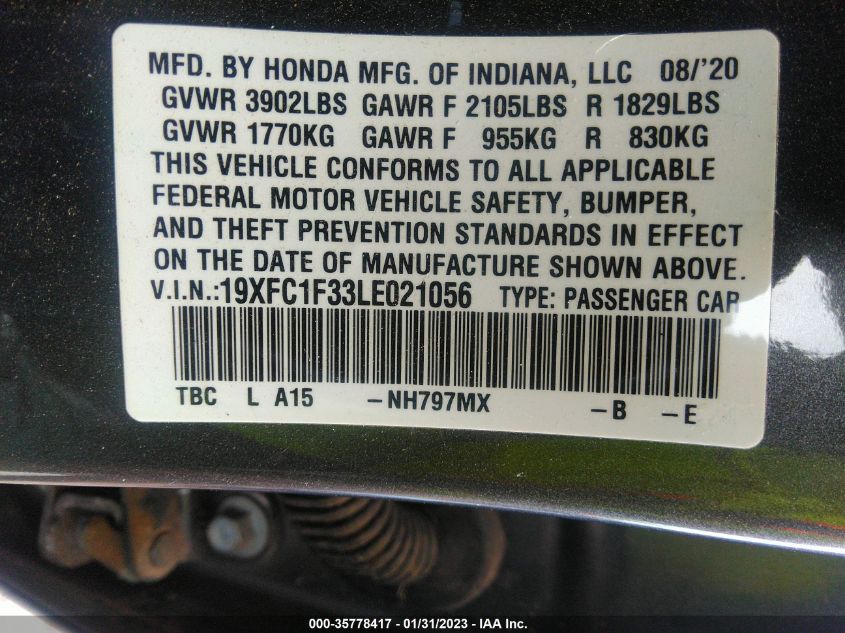 MFD. BY HONDA MFG. OF INDIANA, LLC 08/'20
GVWR 3902LBS GAWR F 2105LBS R 1829LBS
GVWR 1770KG GAWR F 955KG R 830KG
THIS VEHICLE CONFORMS TO ALL APPLICABLE
FEDERAL MOTOR VEHICLE SAFETY, BUMPER,
AND THEFT PREVENTION STANDARDS IN EFFECT
ON THE DATE OF MANUFACTURE SHOWN ABOVE.
V.I.N.:19XFC1F33LE021056 TYPE: PASSENGER CAR
TBC L A15 –NH797MX –B –E
000-35778417 - 01/31/2023 - IAA Inc.